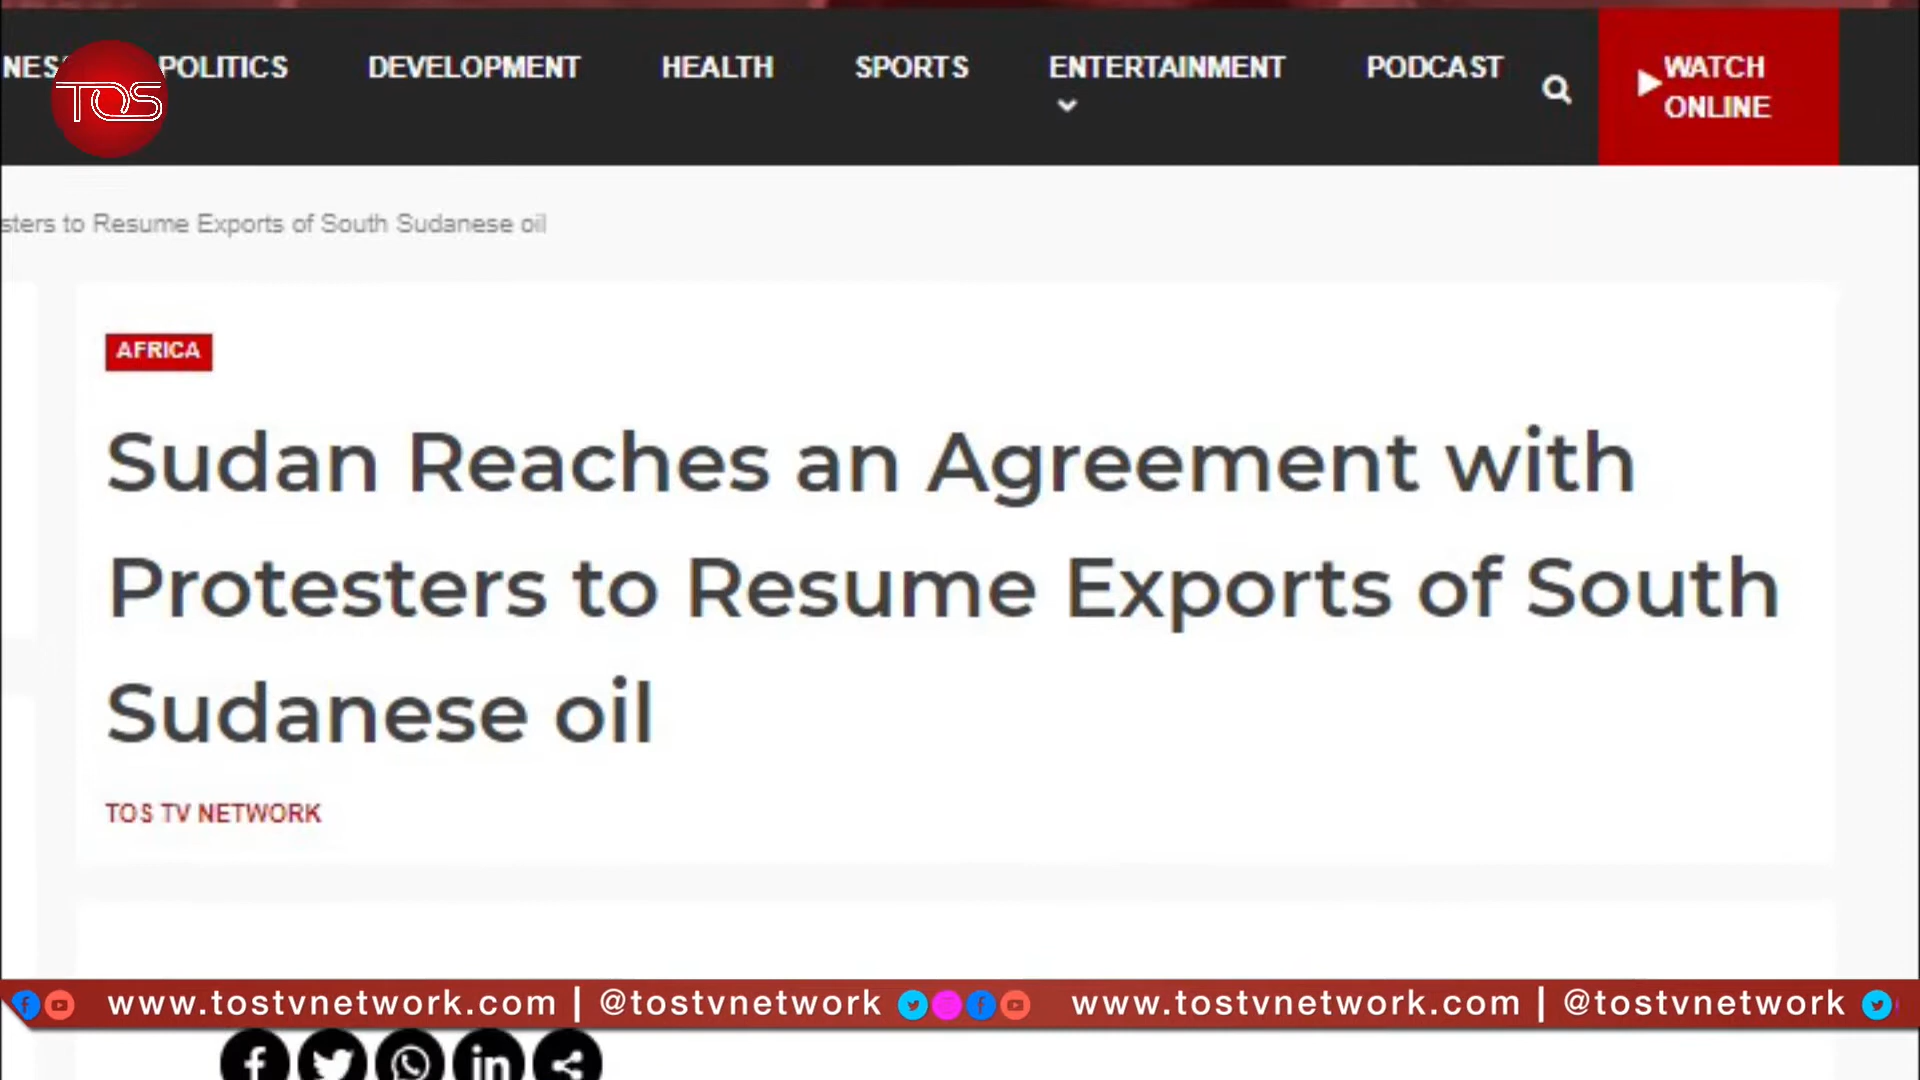 NES
POLITICS
DEVELOPMENT
HEALTH
SPORTS
ENTERTAINMENT
PODCAST
WATCH
ONLINE
TOS
sters to Resume Exports of South Sudanese oil
AFRICA
Sudan Reaches an Agreement with
Protesters to Resume Exports of South
Sudanese oil
TOS TV NETWORK
www.tostvnetwork.com | @tostvnetwork www.tostvnetwork.com | @tostvnetwork